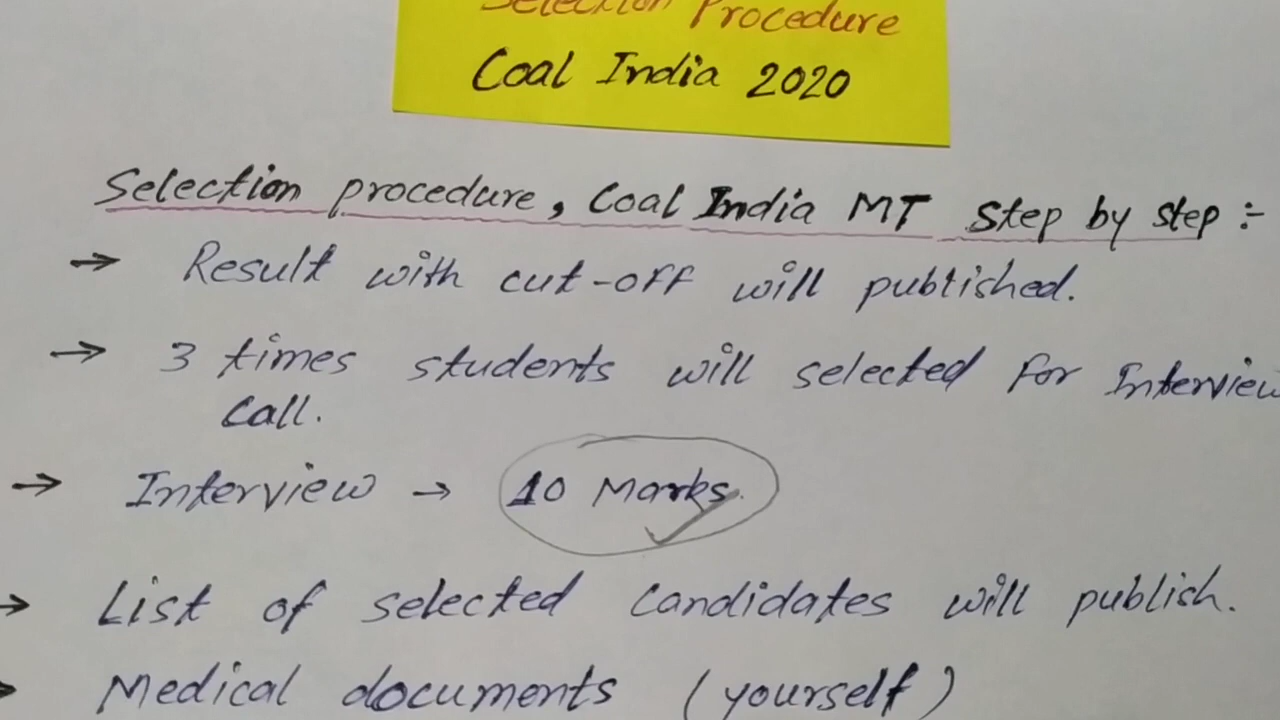 Selection Procedure
Coal India 2020
Selection procedure, Coal India MT step by step :-
→ Result with cut-off will published.
→ 3 times students will selected for Interview
Call.
→ Interview → 10 Marks.
→ List of selected candidates will publish.
→ Medical documents (yourself)